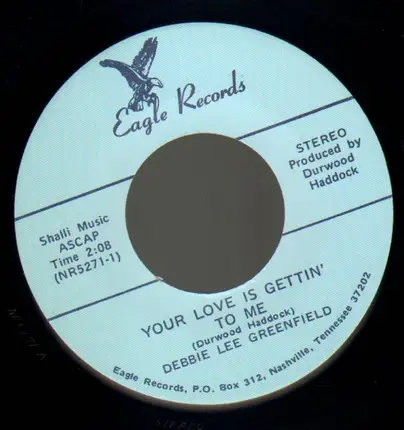 Eagle Records
STEREO
Produced by
Durwood
Haddock
Shalli Music
ASCAP
Time 2:08
(NR5271-1)
YOUR LOVE IS GETTIN'
TO ME
(Durwood Haddock)
DEBBIE LEE GREENFIELD
Eagle Records, P.O. Box 312, Nashville, Tennessee 37202